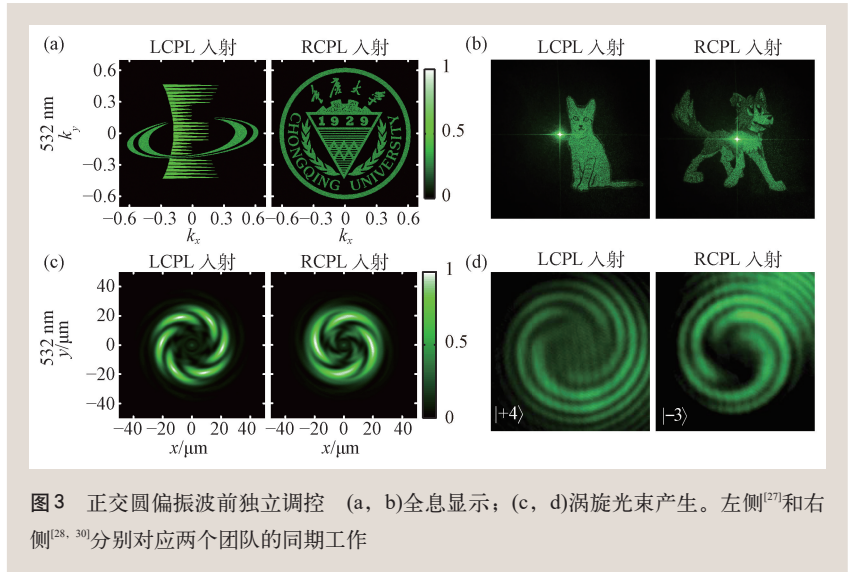 (a)
LCPL 入射
RCPL 入射
532 nm
k_y
0.6
0.3
0
−0.3
−0.6
−0.6 −0.3 0 0.3 0.6
k_x
重庆大学
1929
CHONGQING UNIVERSITY
−0.6 −0.3 0 0.3 0.6
k_x
1
0.5
0
(b)
LCPL 入射
RCPL 入射
(c)
LCPL 入射
RCPL 入射
532 nm
y/μm
40
20
0
−20
−40
−40 −20 0 20 40
x/μm
−40 −20 0 20 40
x/μm
1
0.5
0
(d)
LCPL 入射
RCPL 入射
|+4⟩
|−3⟩
图3 正交圆偏振波前独立调控 (a，b)全息显示；(c，d)涡旋光束产生。左侧[27]和右
侧[28，30]分别对应两个团队的同期工作